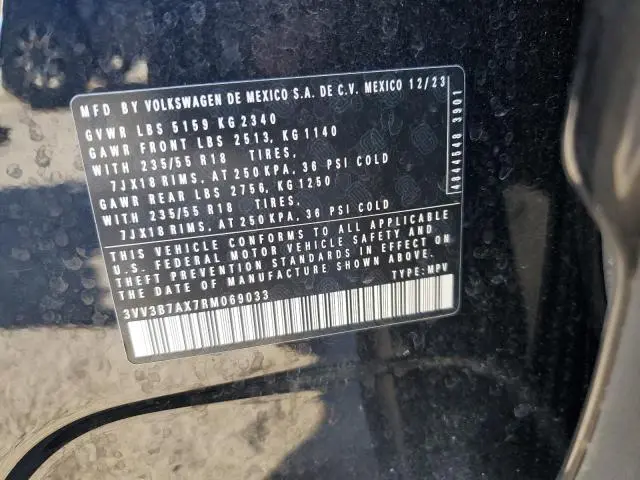 MFD BY VOLKSWAGEN DE MEXICO S.A. DE C.V. MEXICO 12/23
GVWR LBS 5159 KG 2340
GAWR FRONT LBS 2513, KG 1140
WITH 235/55 R18 TIRES,
7JX18 RIMS, AT 250 KPA, 36 PSI COLD
GAWR REAR LBS 2756, KG 1250
WITH 235/55 R18 TIRES,
7JX18 RIMS, AT 250 KPA, 36 PSI COLD
THIS VEHICLE CONFORMS TO ALL APPLICABLE
U.S. FEDERAL MOTOR VEHICLE SAFETY AND
THEFT PREVENTION STANDARDS IN EFFECT ON
THE DATE OF MANUFACTURE SHOWN ABOVE.
TYPE: MPV
3VV3B7AX7RM069033
4044548 3901